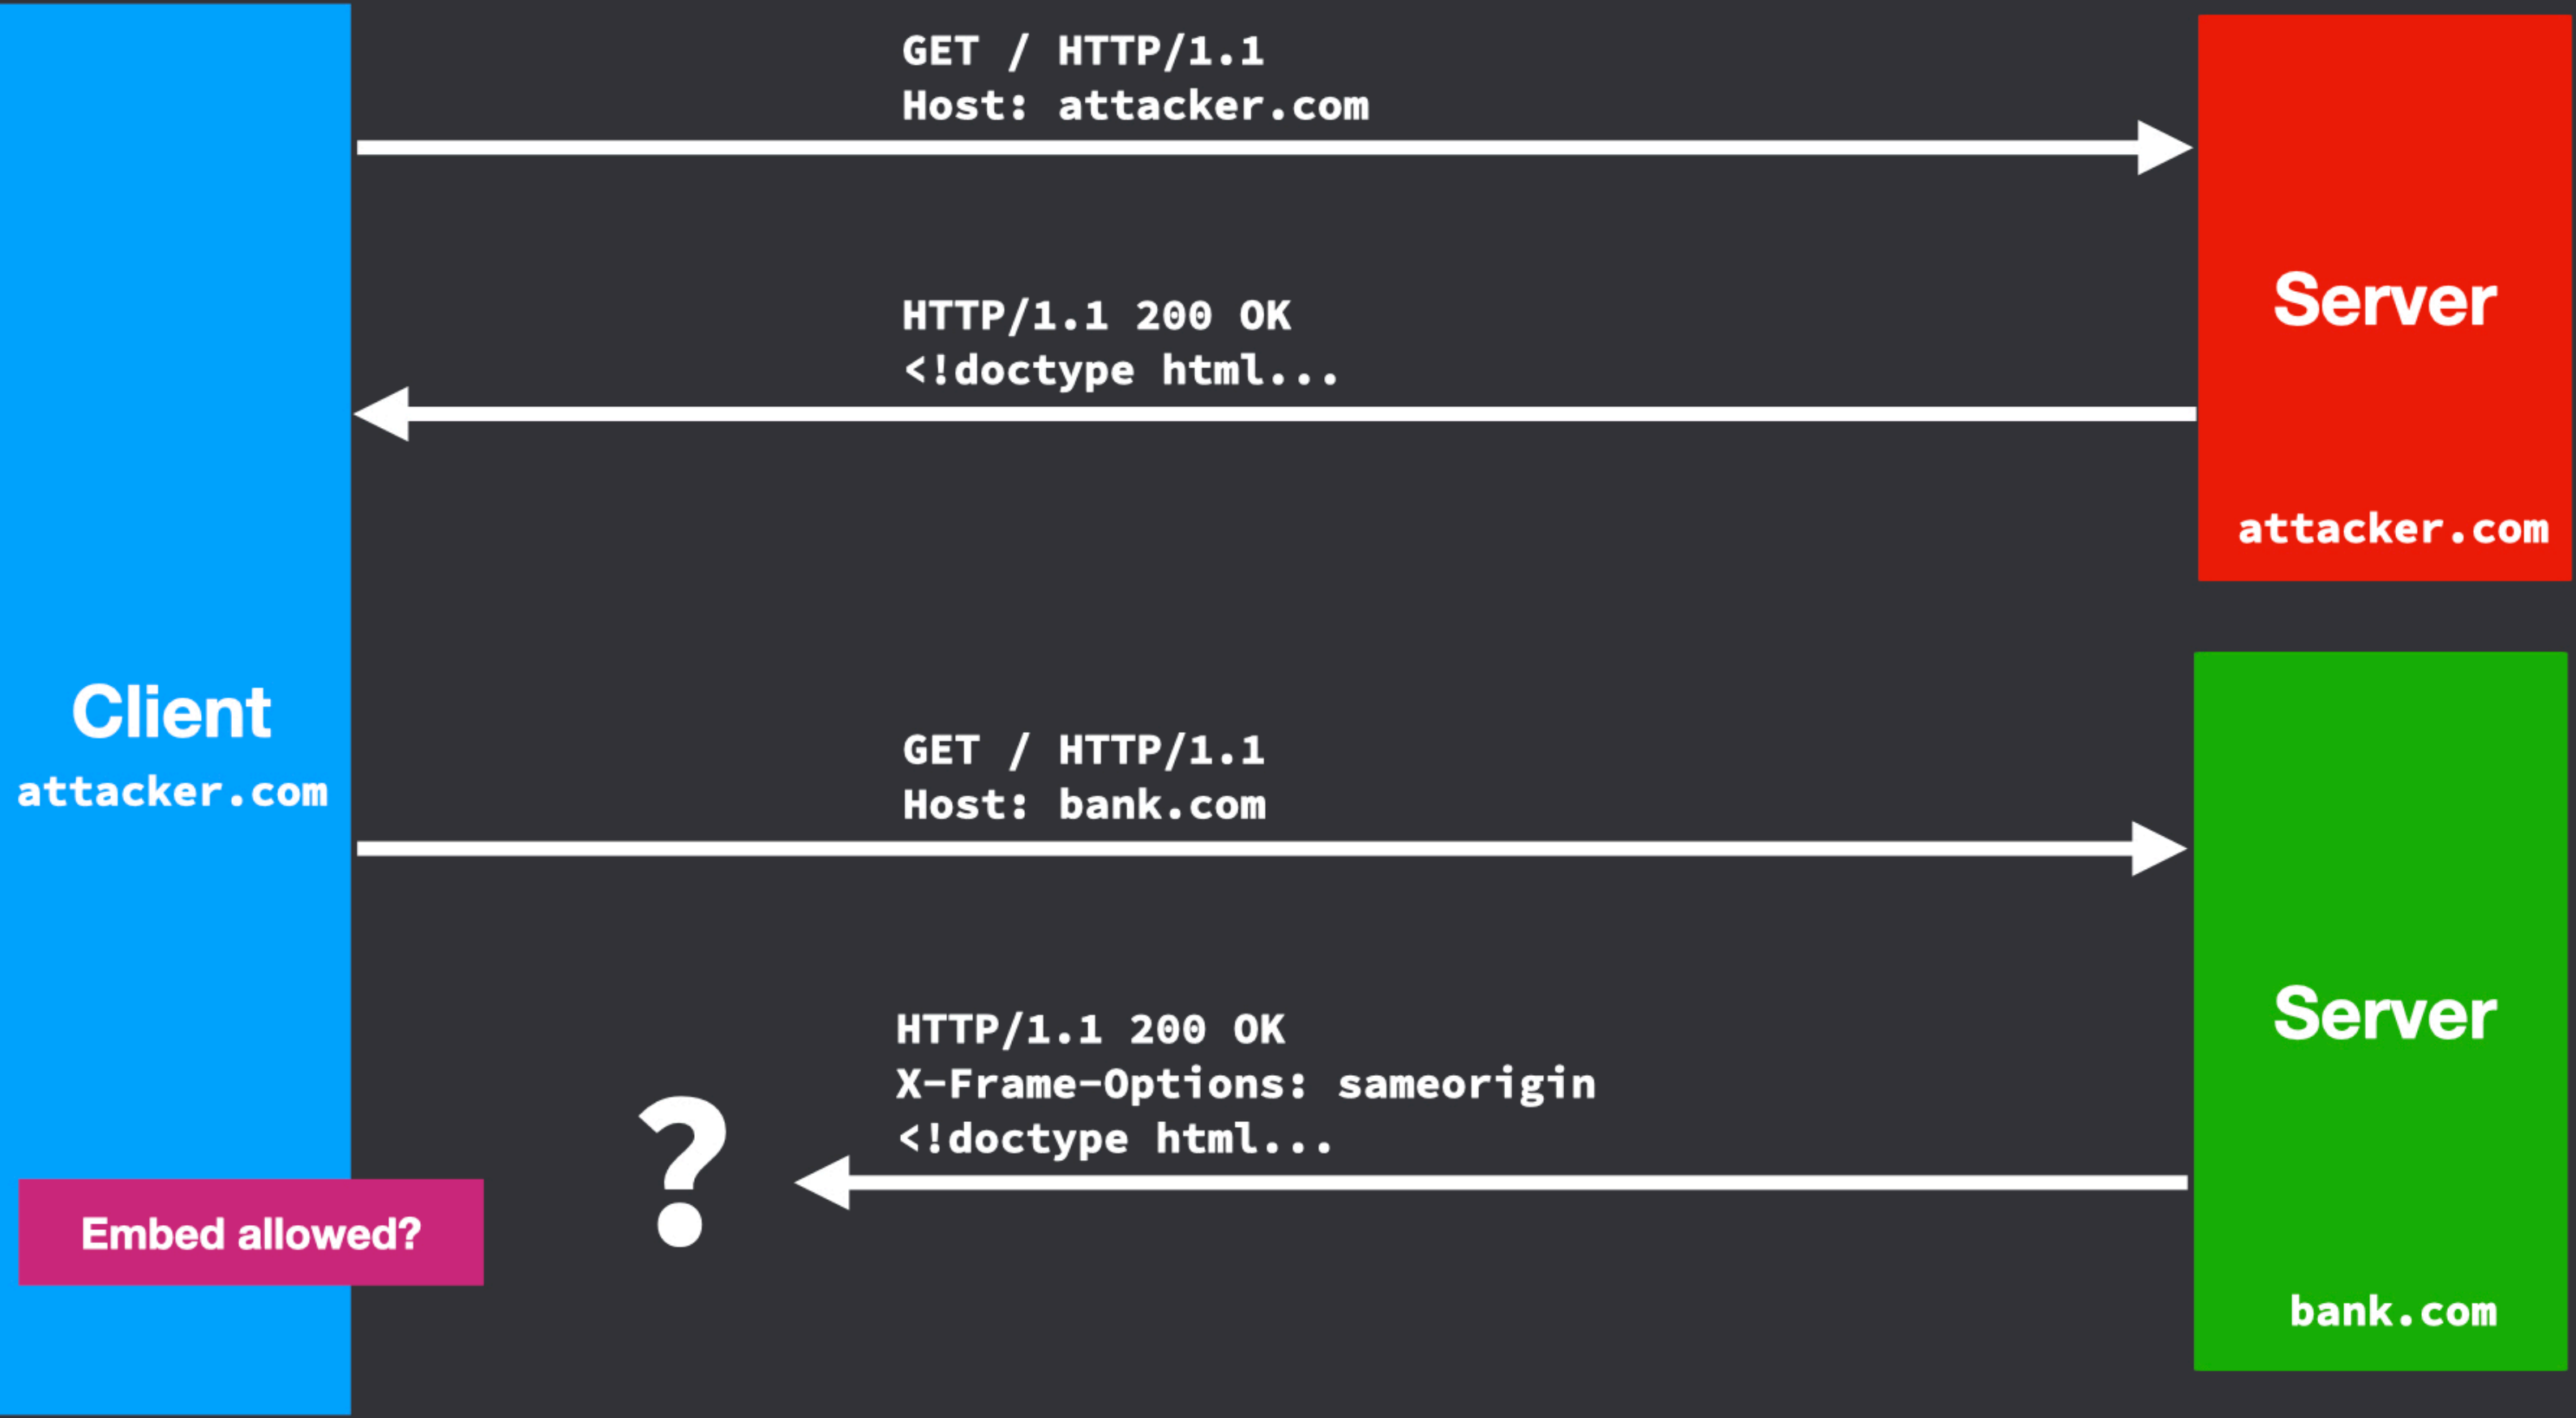 GET / HTTP/1.1
Host: attacker.com
HTTP/1.1 200 OK
<!doctype html...
Server
attacker.com
Client
attacker.com
GET / HTTP/1.1
Host: bank.com
HTTP/1.1 200 OK
X-Frame-Options: sameorigin
<!doctype html...
?
Embed allowed?
Server
bank.com